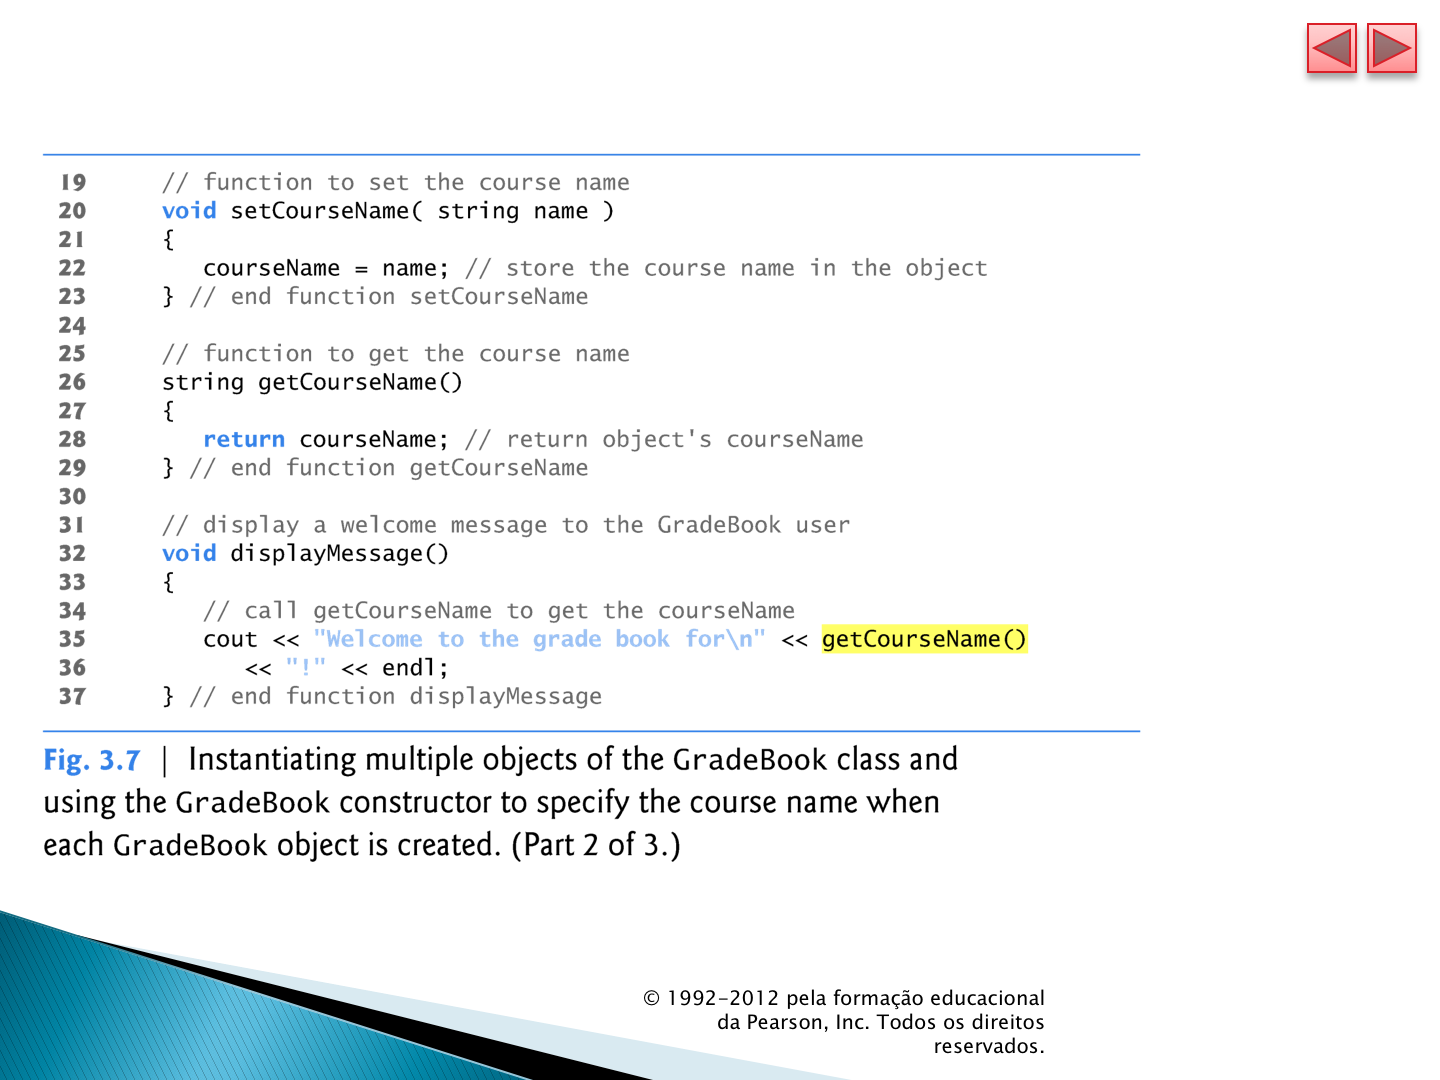 19 // function to set the course name
20 void setCourseName( string name )
21 {
22 courseName = name; // store the course name in the object
23 } // end function setCourseName
24
25 // function to get the course name
26 string getCourseName()
27 {
28 return courseName; // return object's courseName
29 } // end function getCourseName
30
31 // display a welcome message to the GradeBook user
32 void displayMessage()
33 {
34 // call getCourseName to get the courseName
35 cout << "Welcome to the grade book for\n" << getCourseName()
36 << "!" << endl;
37 } // end function displayMessage
Fig. 3.7 | Instantiating multiple objects of the GradeBook class and
using the GradeBook constructor to specify the course name when
each GradeBook object is created. (Part 2 of 3.)
© 1992-2012 pela formação educacional
da Pearson, Inc. Todos os direitos
reservados.